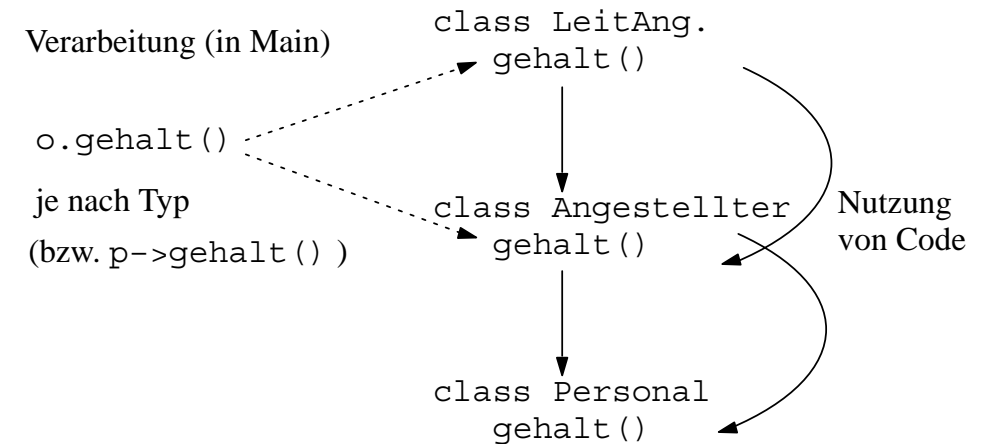 Verarbeitung (in Main)
o.gehalt()
je nach Typ
(bzw. p->gehalt() )
class LeitAng.
gehalt()
class Angestellter
gehalt()
class Personal
gehalt()
Nutzung
von Code